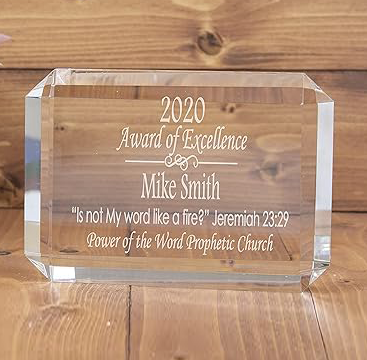 2020
Award of Excellence
Mike Smith
"Is not My word like a fire?" Jeremiah 23:29
Power of the Word Prophetic Church